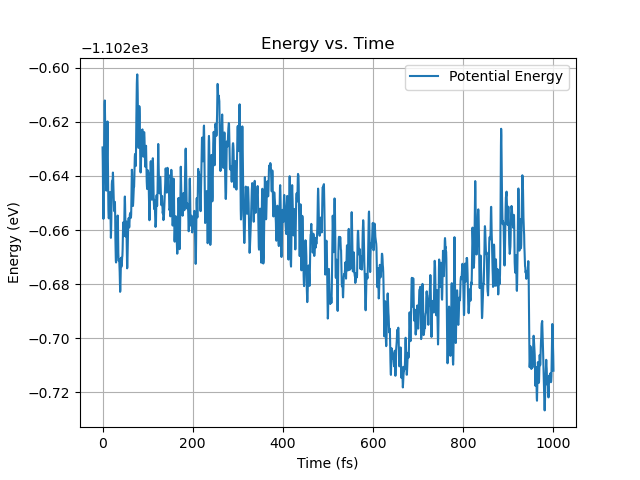 Energy vs. Time
−1.102e3
Potential Energy
−0.60
−0.62
−0.64
−0.66
−0.68
−0.70
−0.72
Energy (eV)
0 200 400 600 800 1000
Time (fs)